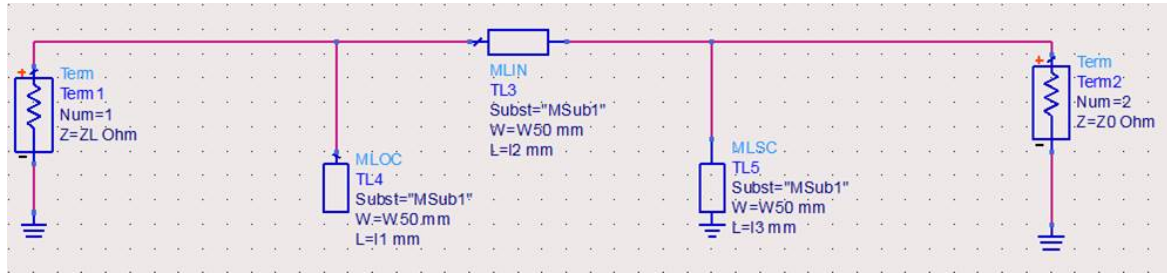 Term
Term1
Num=1
Z=ZL Ohm
MLOC
TL4
Subst="MSub1"
W=W50 mm
L=l1 mm
MLIN
TL3
Subst="MSub1"
W=W50 mm
L=l2 mm
MLSC
TL5
Subst="MSub1"
W=W50 mm
L=l3 mm
Term
Term2
Num=2
Z=Z0 Ohm